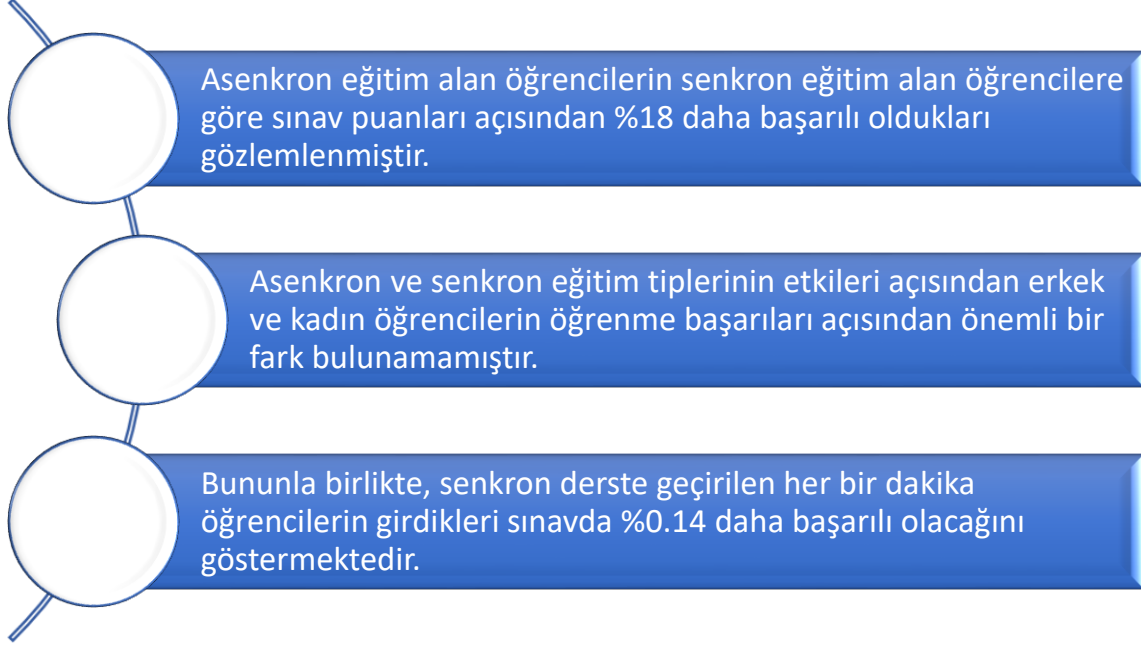 Asenkron eğitim alan öğrencilerin senkron eğitim alan öğrencilere
göre sınav puanları açısından %18 daha başarılı oldukları
gözlemlenmiştir.
Asenkron ve senkron eğitim tiplerinin etkileri açısından erkek
ve kadın öğrencilerin öğrenme başarıları açısından önemli bir
fark bulunamamıştır.
Bununla birlikte, senkron derste geçirilen her bir dakika
öğrencilerin girdikleri sınavda %0.14 daha başarılı olacağını
göstermektedir.